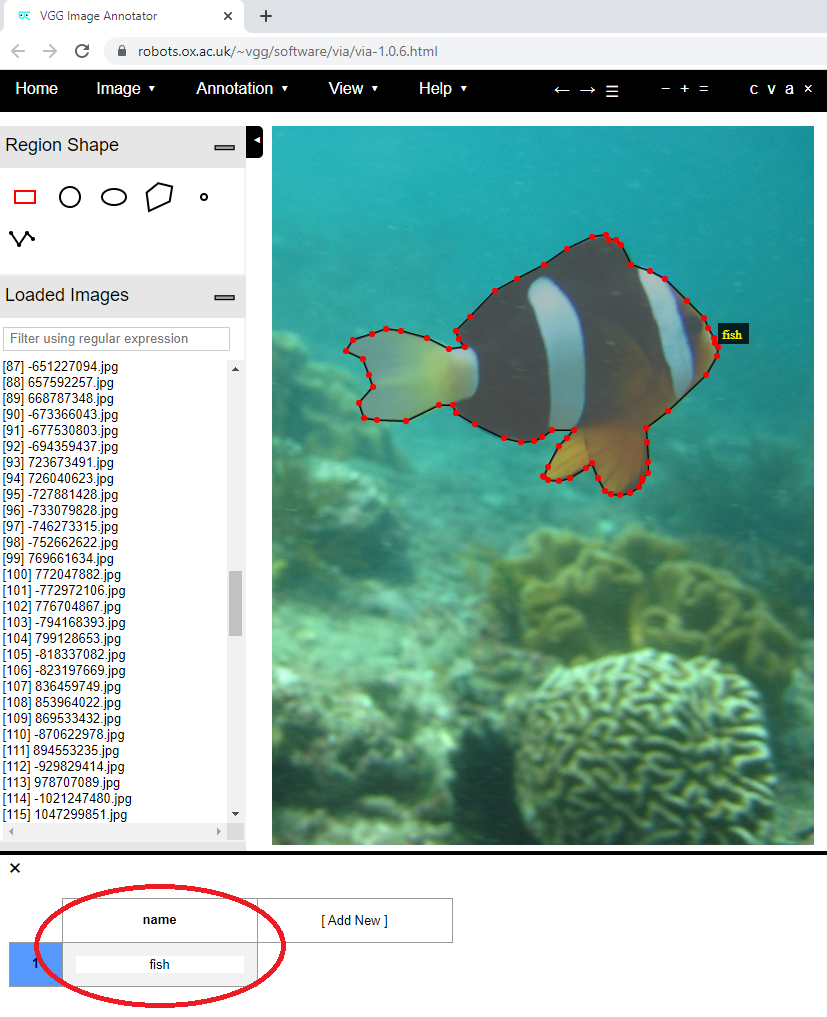 VGG Image Annotator
robots.ox.ac.uk/~vgg/software/via/via-1.0.6.html
Home Image Annotation View Help c v a ×
Region Shape
Loaded Images
Filter using regular expression
[87] -651227094.jpg
[88] 657592257.jpg
[89] 668787348.jpg
[90] -673366043.jpg
[91] -677530803.jpg
[92] -694359437.jpg
[93] 723673491.jpg
[94] 726040623.jpg
[95] -727881428.jpg
[96] -733079828.jpg
[97] -746273315.jpg
[98] -752662622.jpg
[99] 769661634.jpg
[100] 772047882.jpg
[101] -772972106.jpg
[102] 776704867.jpg
[103] -794168393.jpg
[104] 799128653.jpg
[105] -818337082.jpg
[106] -823197669.jpg
[107] 836459749.jpg
[108] 853964022.jpg
[109] 869533432.jpg
[110] -870622978.jpg
[111] 894553235.jpg
[112] -929829414.jpg
[113] 978707089.jpg
[114] -1021247480.jpg
[115] 1047299851.jpg
fish
name [ Add New ]
1 fish